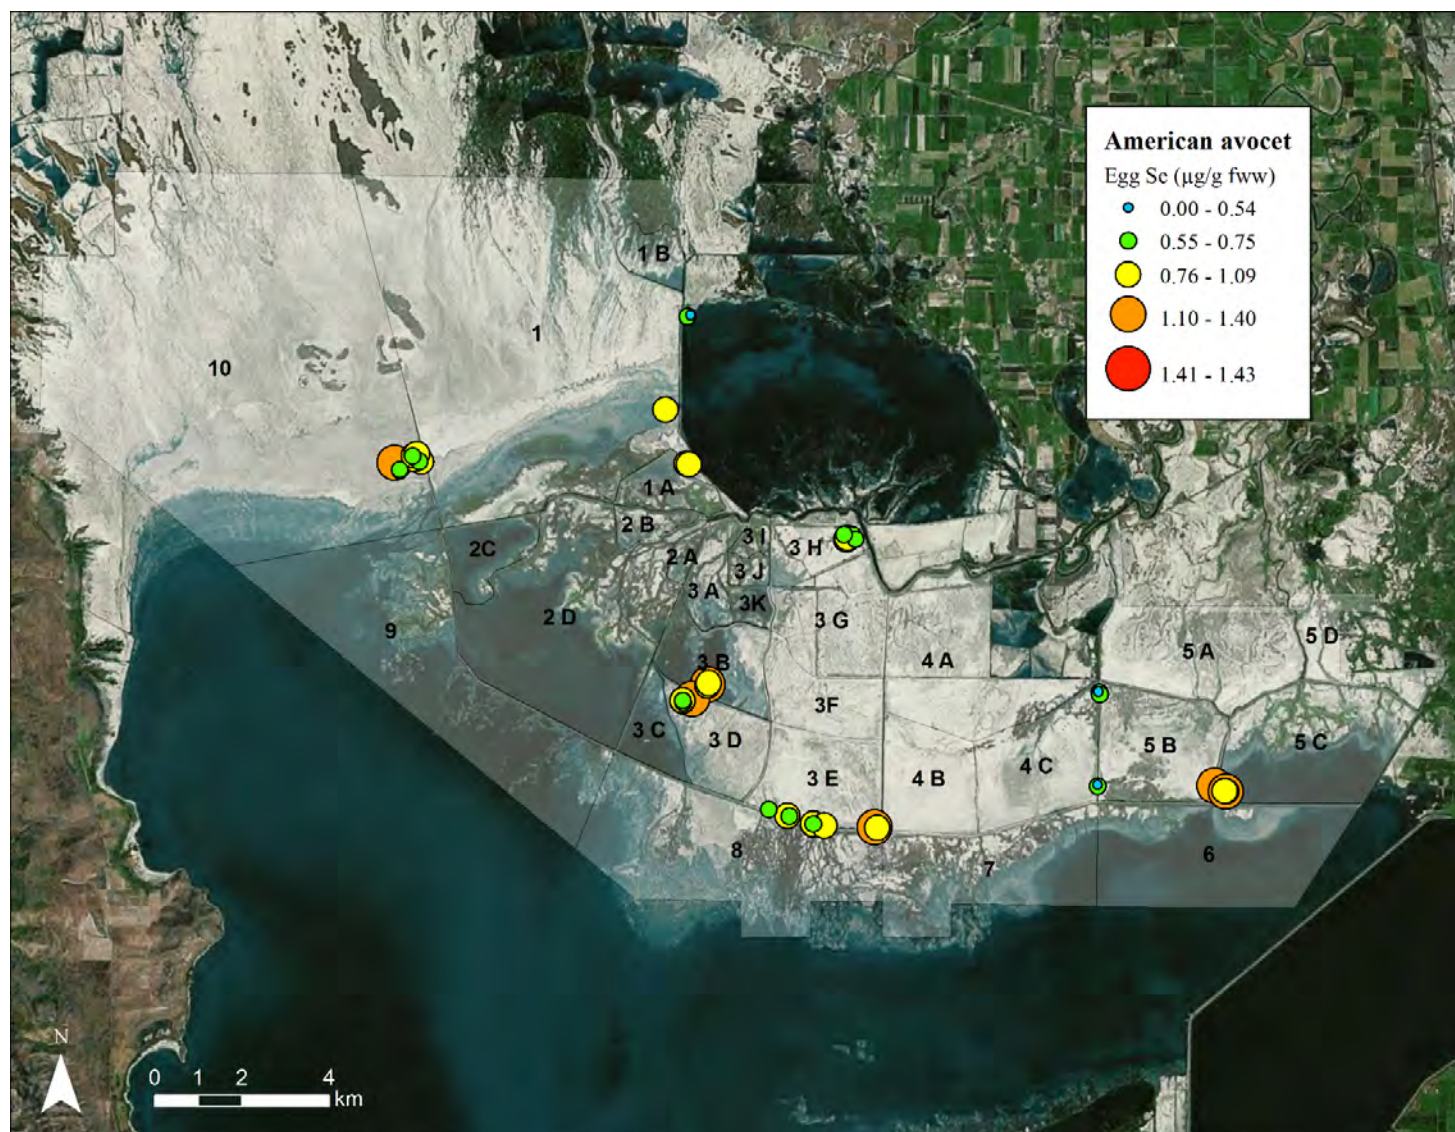 American avocet
Egg Se (µg/g fww)
0.00 - 0.54
0.55 - 0.75
0.76 - 1.09
1.10 - 1.40
1.41 - 1.43
1 B
1
10
1 A
2 B
2C
2 A
3 I
3 H
3 J
3 A
3K
2 D
9
3 G
4 A
5 A
5 D
3 B
3F
3 C
3 D
5 B
5 C
3 E
4 B
4 C
8
7
6
N
0 1 2 4
km